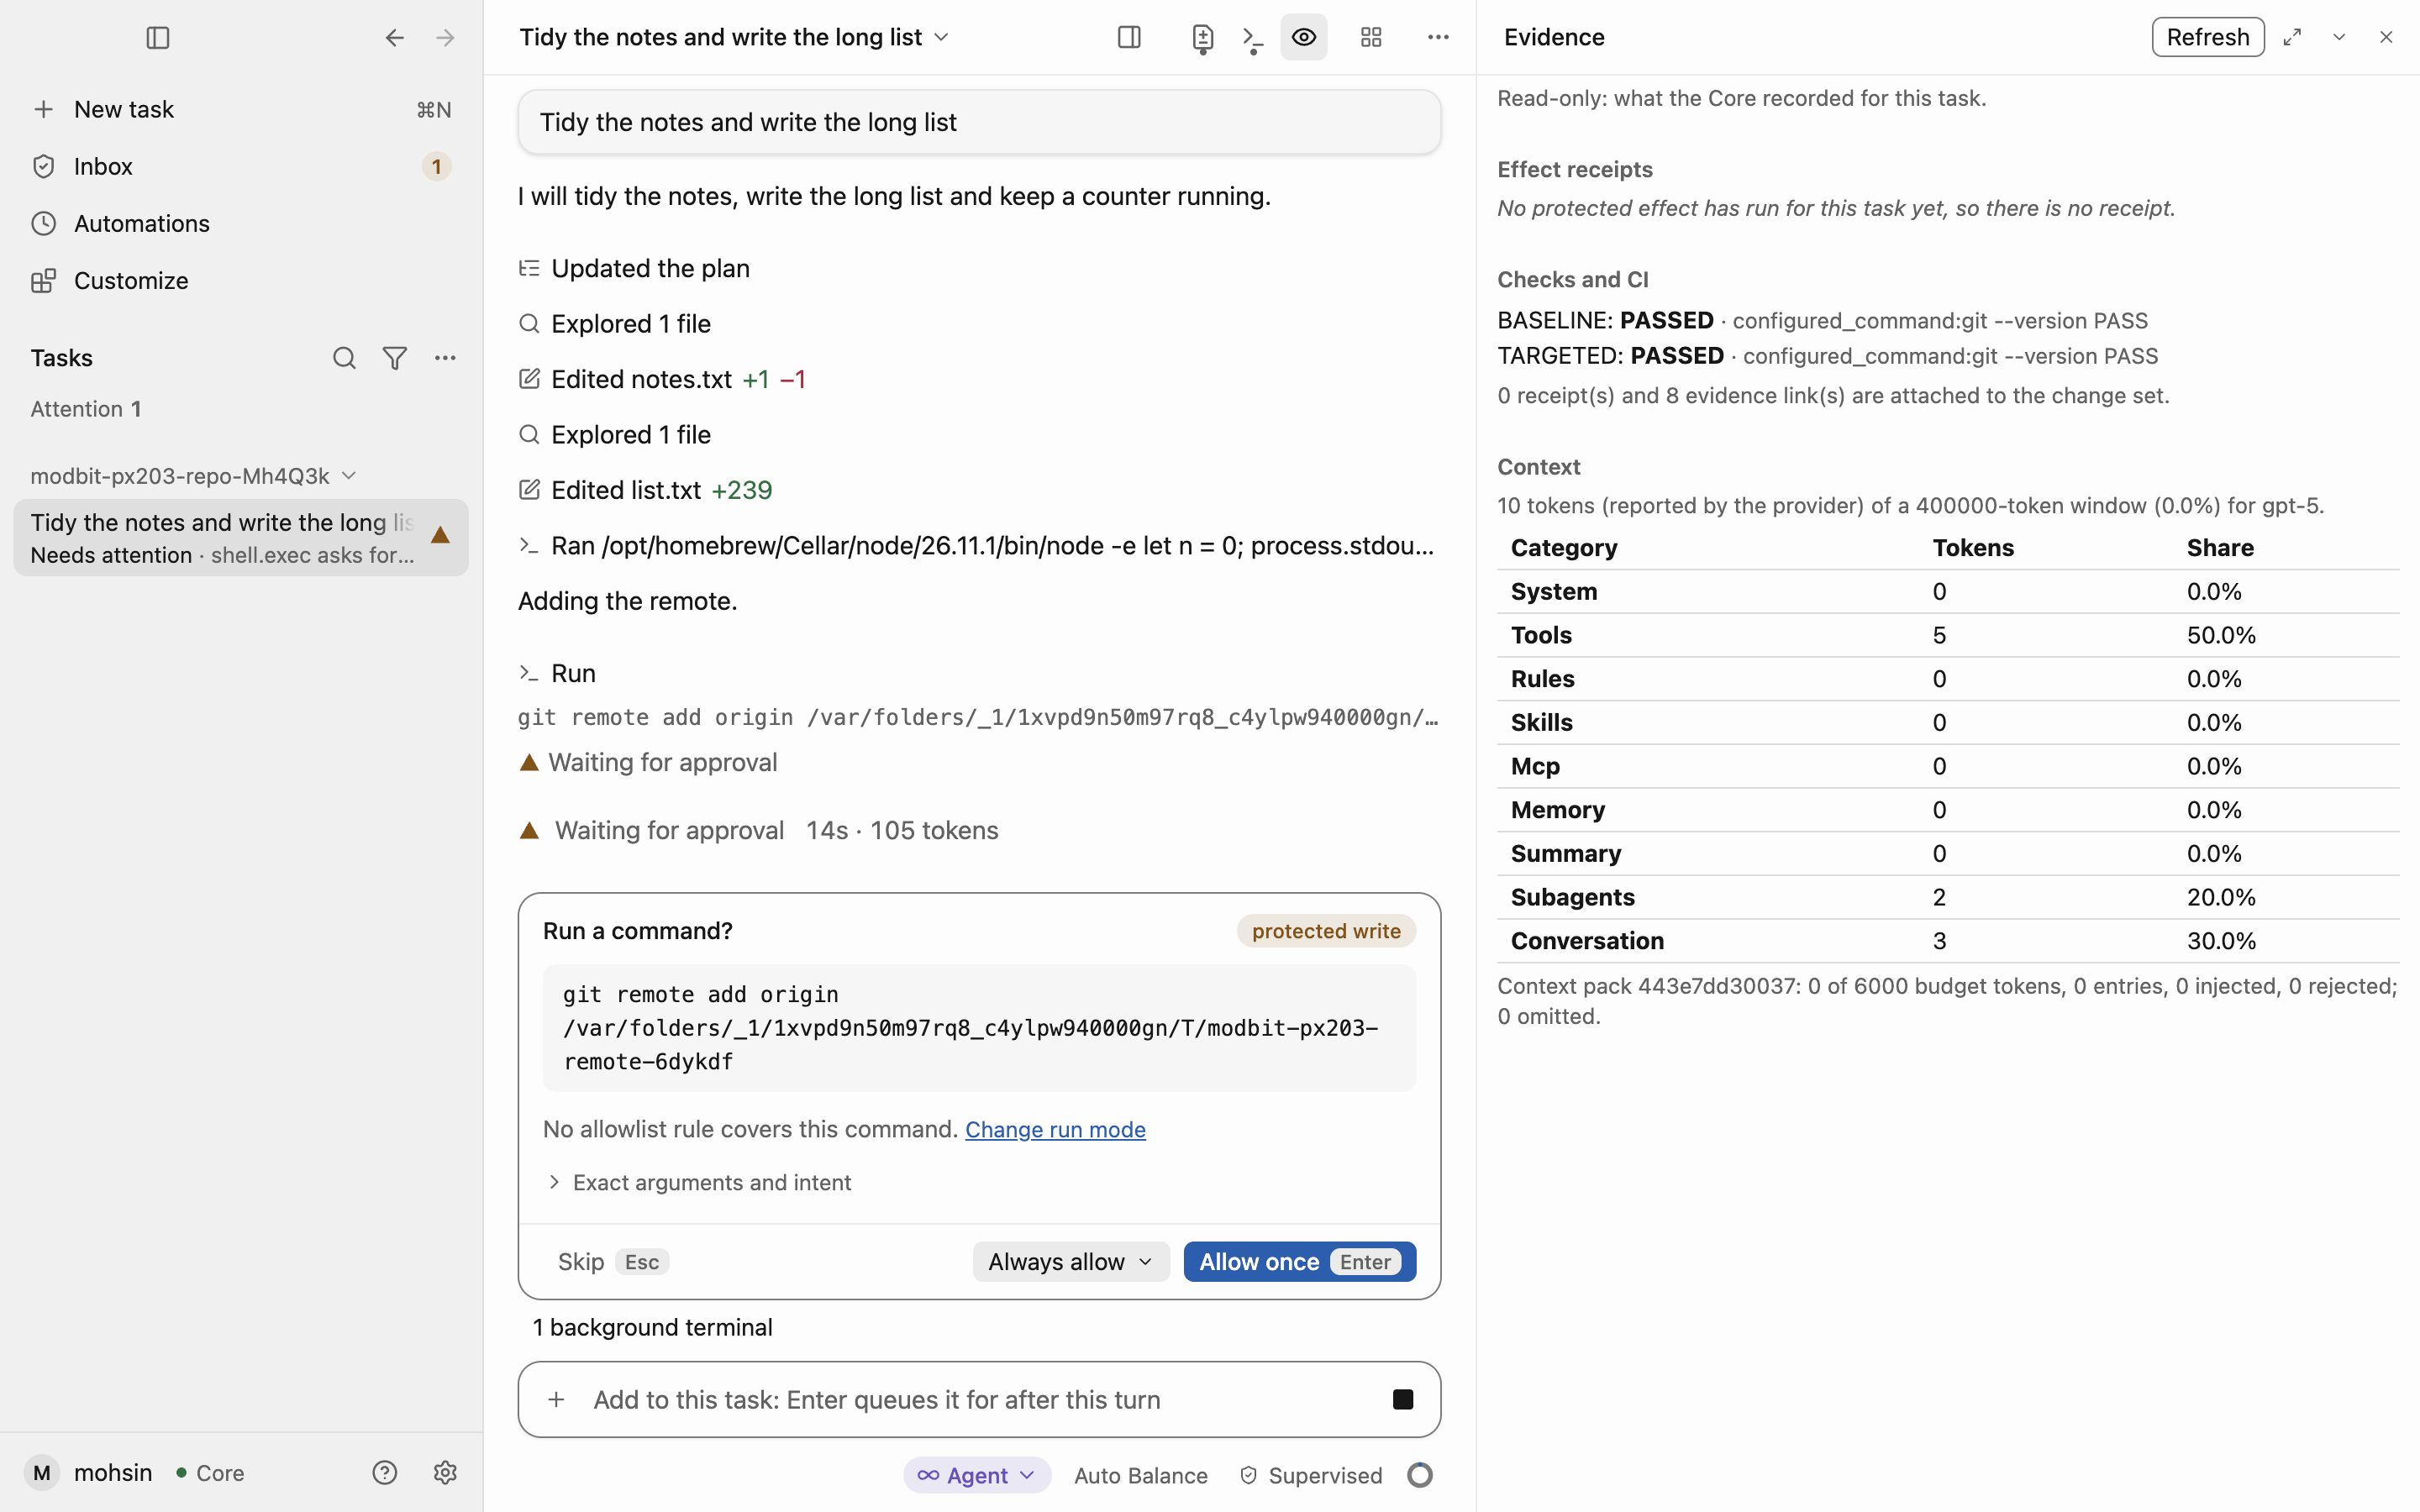 New task ⌘N
Inbox 1
Automations
Customize
Tasks
Attention 1
modbit-px203-repo-Mh4Q3k
Tidy the notes and write the long lis
Needs attention · shell.exec asks for...
M mohsin Core
Tidy the notes and write the long list
Tidy the notes and write the long list
I will tidy the notes, write the long list and keep a counter running.
Updated the plan
Explored 1 file
Edited notes.txt +1 −1
Explored 1 file
Edited list.txt +239
Ran /opt/homebrew/Cellar/node/26.11.1/bin/node -e let n = 0; process.stdou...
Adding the remote.
Run
git remote add origin /var/folders/_1/1xvpd9n50m97rq8_c4ylpw940000gn/…
Waiting for approval
Waiting for approval 14s · 105 tokens
Run a command? protected write
git remote add origin
/var/folders/_1/1xvpd9n50m97rq8_c4ylpw940000gn/T/modbit-px203-
remote-6dykdf
No allowlist rule covers this command. Change run mode
Exact arguments and intent
Skip Esc Always allow Allow once Enter
1 background terminal
Add to this task: Enter queues it for after this turn
Agent Auto Balance Supervised
Evidence Refresh
Read-only: what the Core recorded for this task.
Effect receipts
No protected effect has run for this task yet, so there is no receipt.
Checks and CI
BASELINE: PASSED · configured_command:git --version PASS
TARGETED: PASSED · configured_command:git --version PASS
0 receipt(s) and 8 evidence link(s) are attached to the change set.
Context
10 tokens (reported by the provider) of a 400000-token window (0.0%) for gpt-5.
Category Tokens Share
System 0 0.0%
Tools 5 50.0%
Rules 0 0.0%
Skills 0 0.0%
Mcp 0 0.0%
Memory 0 0.0%
Summary 0 0.0%
Subagents 2 20.0%
Conversation 3 30.0%
Context pack 443e7dd30037: 0 of 6000 budget tokens, 0 entries, 0 injected, 0 rejected;
0 omitted.